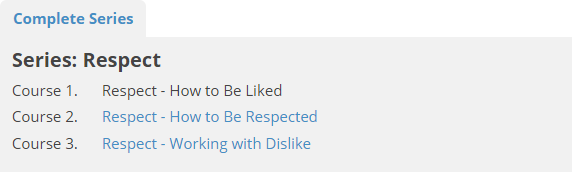 Complete Series
Series: Respect
Course 1. Respect - How to Be Liked
Course 2. Respect - How to Be Respected
Course 3. Respect - Working with Dislike